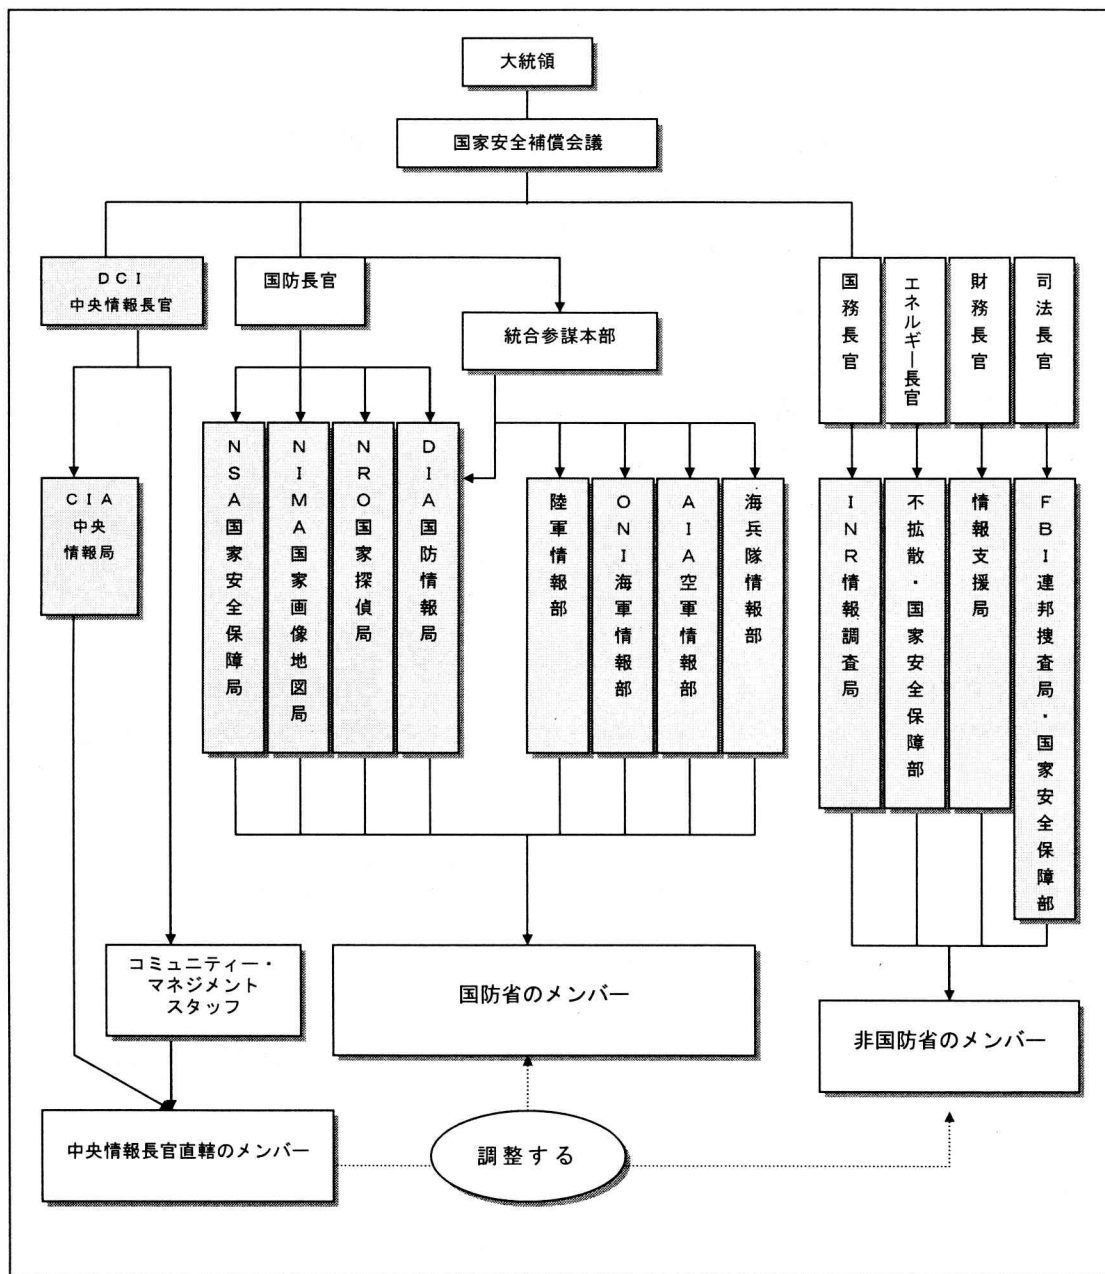 大統領
国家安全補償会議
DCI
中央情報長官
国防長官
統合参謀本部
国務長官
エネルギー長官
財務長官
司法長官
CIA
中央
情報局
NSA国家安全保障局
NIMA国家画像地図局
NRO国家探偵局
DIA国防情報局
陸軍情報部
ONI海軍情報部
AIA空軍情報部
海兵隊情報部
INR情報調査局
不拡散・国家安全保障部
情報支援局
FBI連邦捜査局・国家安全保障部
コミュニティー・
マネジメント
スタッフ
国防省のメンバー
非国防省のメンバー
中央情報長官直轄のメンバー
調整する